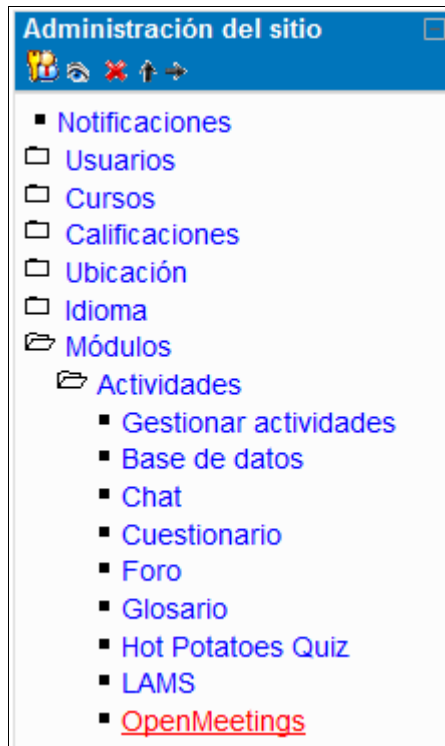 Administración del sitio
Notificaciones
Usuarios
Cursos
Calificaciones
Ubicación
Idioma
Módulos
Actividades
Gestionar actividades
Base de datos
Chat
Cuestionario
Foro
Glosario
Hot Potatoes Quiz
LAMS
OpenMeetings